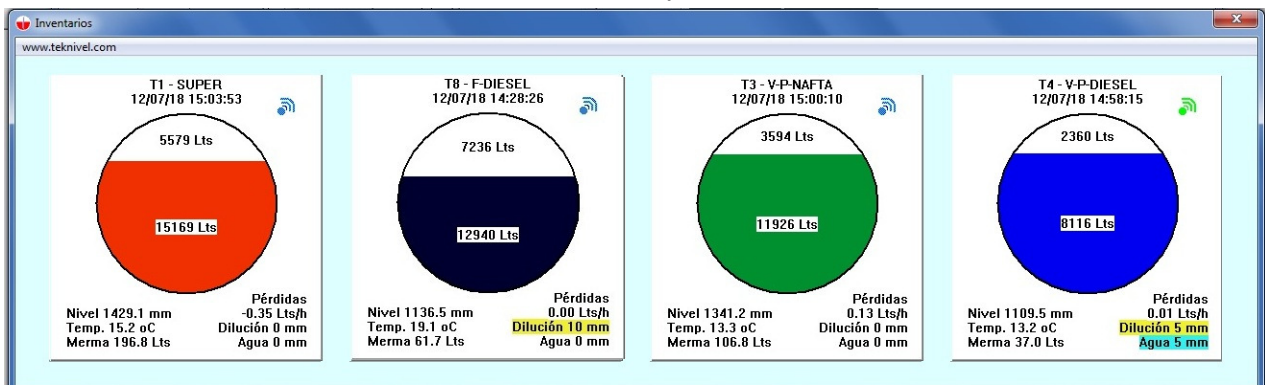 Inventarios
www.teknivel.com
T1 - SUPER
12/07/18 15:03:53
5579 Lts
15169 Lts
Pérdidas
Nivel 1429.1 mm -0.35 Lts/h
Temp. 15.2 oC Dilución 0 mm
Merma 196.8 Lts Agua 0 mm
T8 - F-DIESEL
12/07/18 14:28:26
7236 Lts
12940 Lts
Pérdidas
Nivel 1136.5 mm 0.00 Lts/h
Temp. 19.1 oC Dilución 10 mm
Merma 61.7 Lts Agua 0 mm
T3 - V-P-NAFTA
12/07/18 15:00:10
3594 Lts
11926 Lts
Pérdidas
Nivel 1341.2 mm 0.13 Lts/h
Temp. 13.3 oC Dilución 0 mm
Merma 106.8 Lts Agua 0 mm
T4 - V-P-DIESEL
12/07/18 14:58:15
2360 Lts
8116 Lts
Pérdidas
Nivel 1109.5 mm 0.01 Lts/h
Temp. 13.2 oC Dilución 5 mm
Merma 37.0 Lts Agua 5 mm